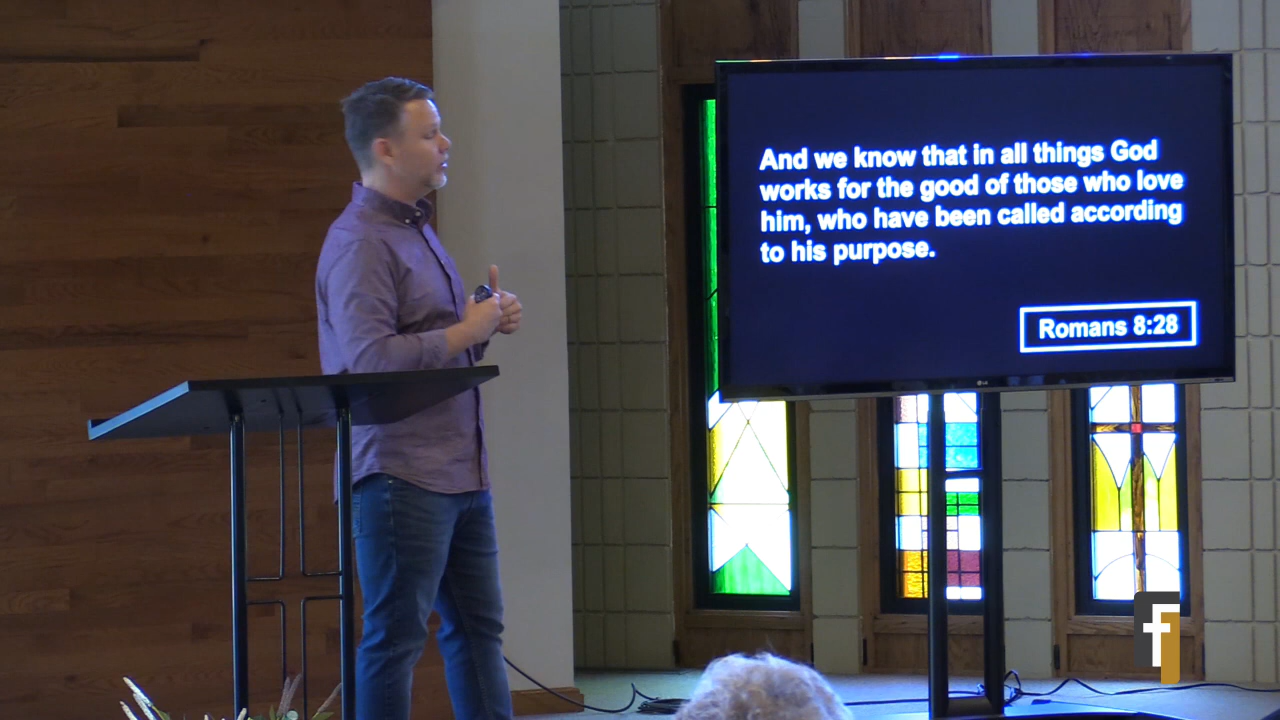 And we know that in all things God
works for the good of those who love
him, who have been called according
to his purpose.
Romans 8:28
LG